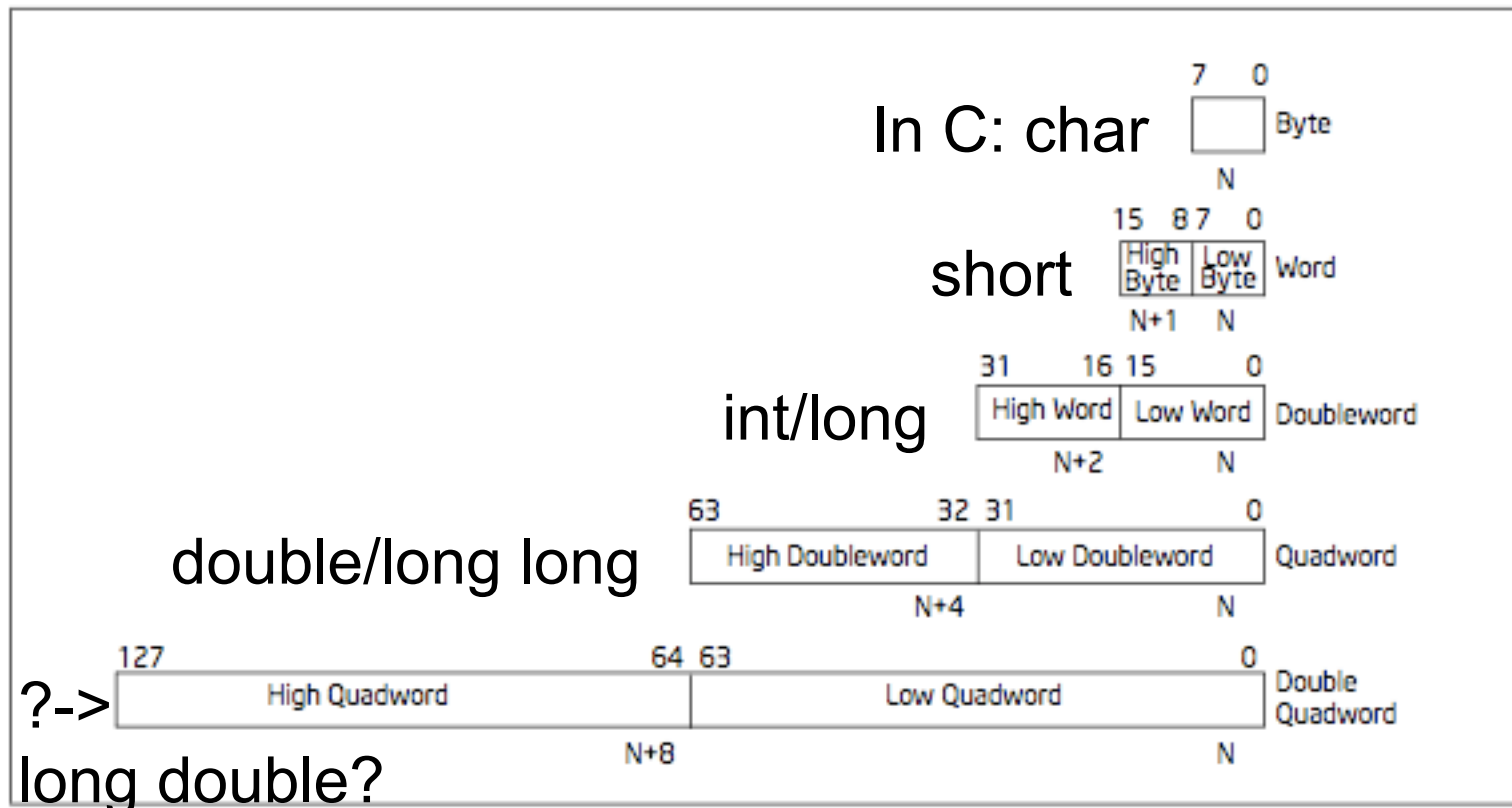 7 0
In C: char Byte
N
15 8 7 0
short High Byte Low Byte Word
N+1 N
31 16 15 0
int/long High Word Low Word Doubleword
N+2 N
63 32 31 0
double/long long High Doubleword Low Doubleword Quadword
N+4 N
127 64 63 0
?-> High Quadword Low Quadword Double Quadword
N+8 N
long double?